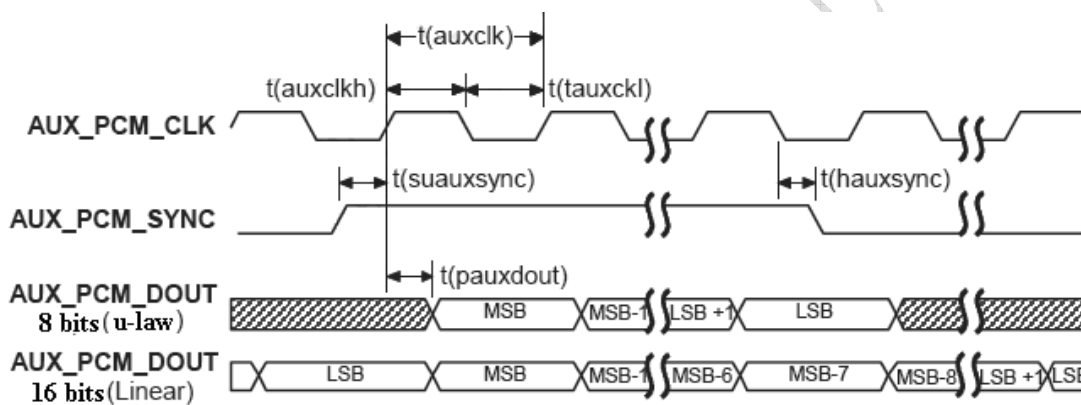 t(auxclk)
t(auxclkh) t(tauxckl)
AUX_PCM_CLK
t(suauxsync) t(hauxsync)
AUX_PCM_SYNC
t(pauxdout)
AUX_PCM_DOUT
8 bits(u-law)
MSB MSB-1 LSB +1 LSB
AUX_PCM_DOUT
16 bits(Linear)
LSB MSB MSB-1 MSB-6 MSB-7 MSB-8 LSB +1 LSB